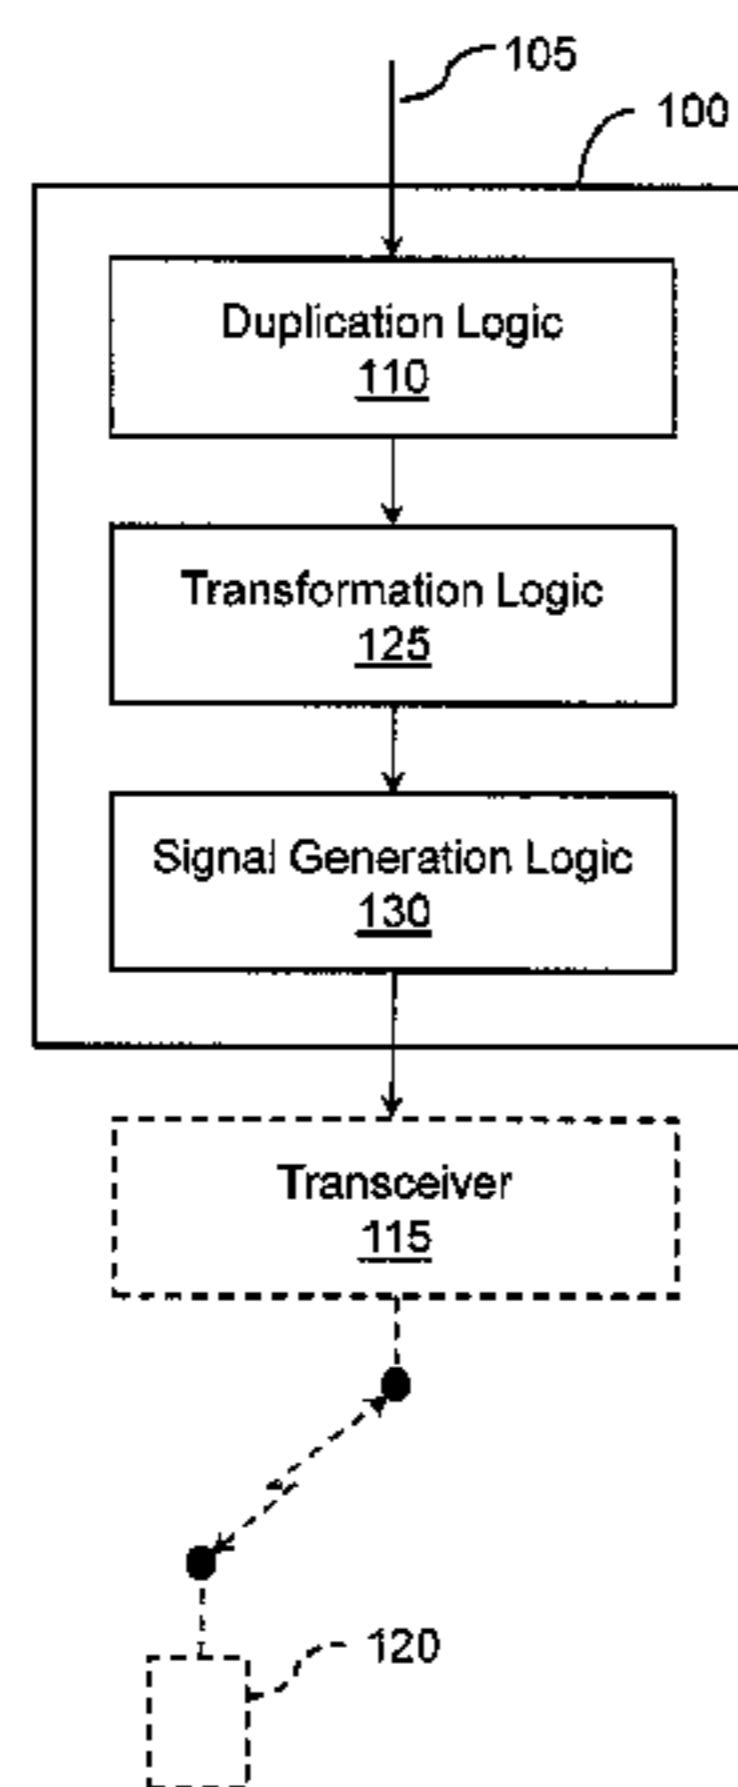 105
100
Duplication Logic
110
Transformation Logic
125
Signal Generation Logic
130
Transceiver
115
120